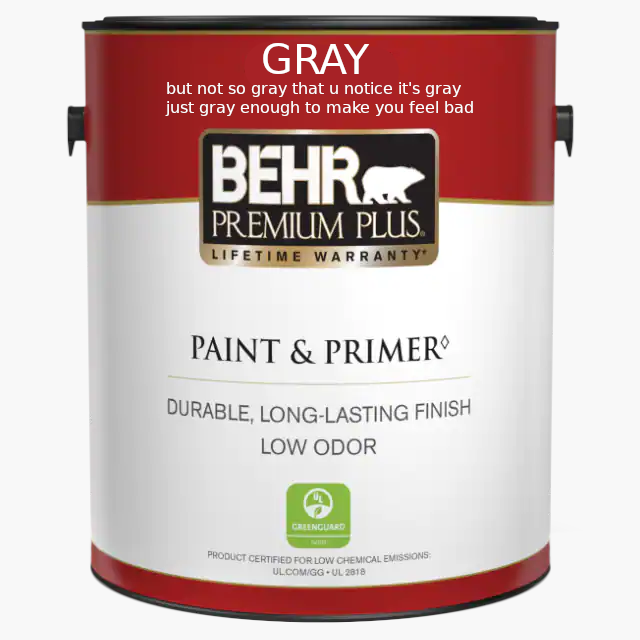 GRAY
but not so gray that u notice it's gray
just gray enough to make you feel bad
BEHR
PREMIUM PLUS®
LIFETIME WARRANTY*
PAINT & PRIMER◊
DURABLE, LONG-LASTING FINISH
LOW ODOR
UL
GREENGUARD
PRODUCT CERTIFIED FOR LOW CHEMICAL EMISSIONS:
UL.COM/GG • UL 2818